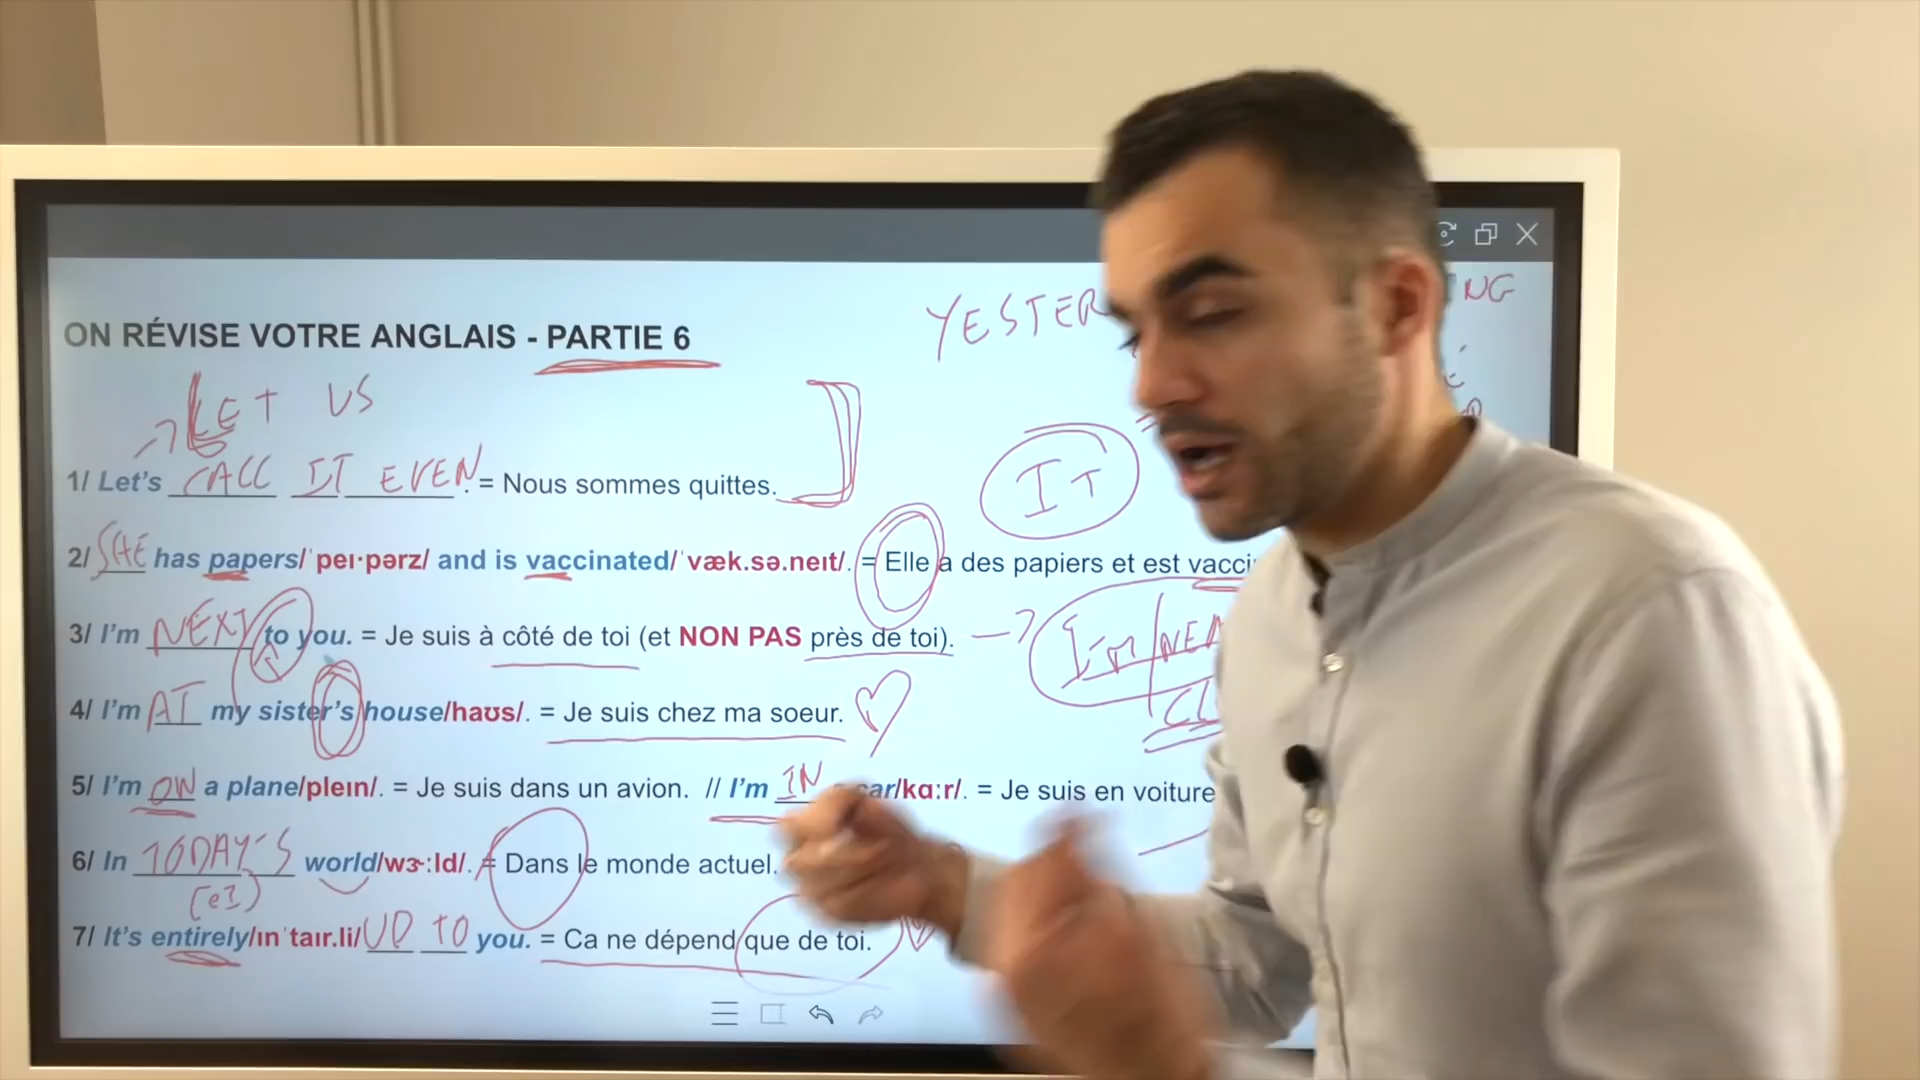 YESTER
NG
ON RÉVISE VOTRE ANGLAIS - PARTIE 6
LET US
IT
1/ Let's CALL IT EVEN. = Nous sommes quittes.
2/ SHE has papers/ˈpeɪ·pərz/ and is vaccinated/ˈvæk.sə.neɪt/. = Elle a des papiers et est vacci
3/ I'm NEXT to you. = Je suis à côté de toi (et NON PAS près de toi).
I'm NEA
4/ I'm AT my sister's house/haʊs/. = Je suis chez ma soeur.
CL
5/ I'm ON a plane/pleɪn/. = Je suis dans un avion. // I'm IN car/kɑːr/. = Je suis en voiture
6/ In TODAY'S world/wɝːld/. = Dans le monde actuel.
(eI)
7/ It's entirely/ɪnˈtaɪr.li/ UP TO you. = Ca ne dépend que de toi.